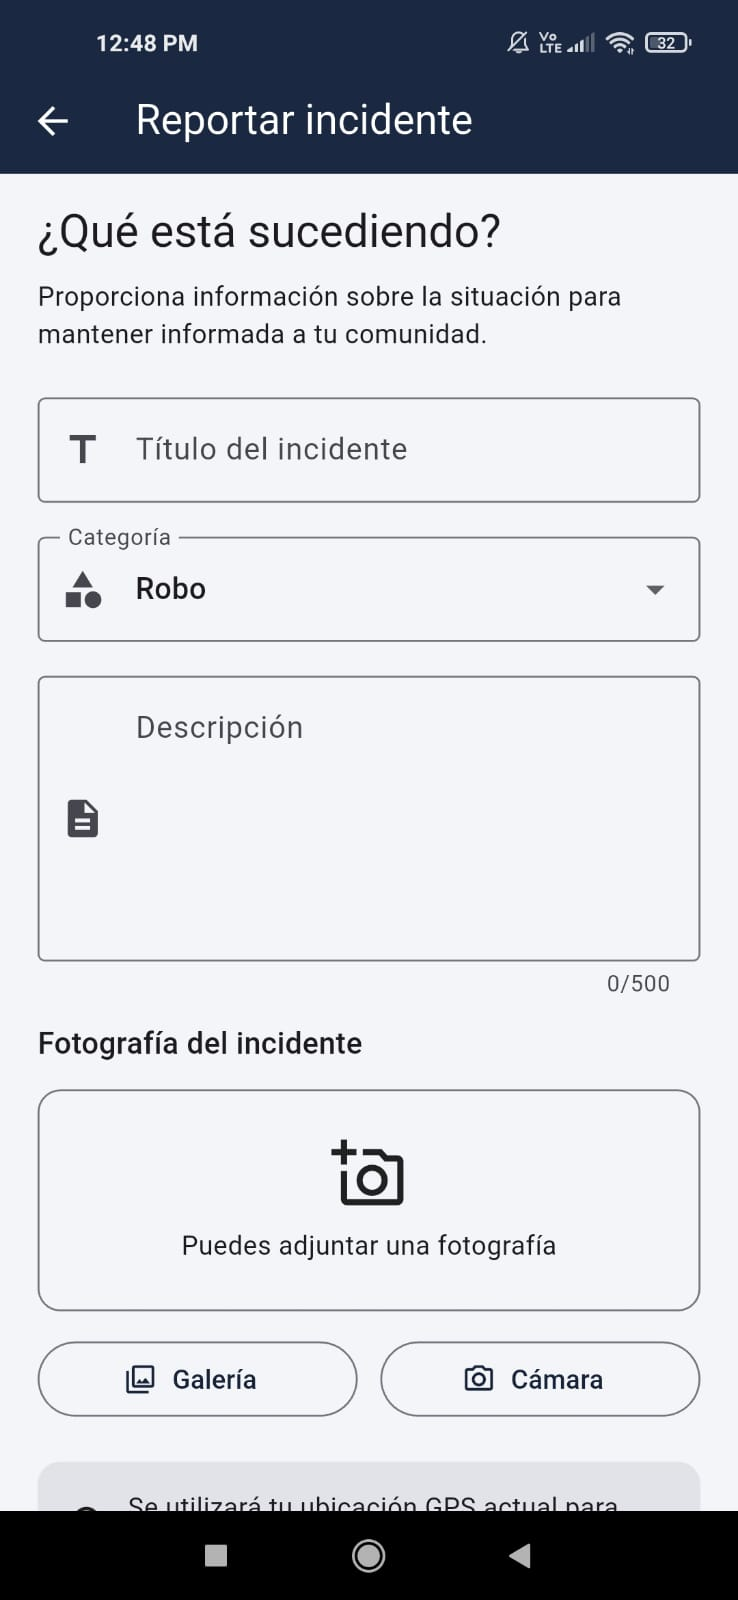 12:48 PM
Vo LTE
32
Reportar incidente
¿Qué está sucediendo?
Proporciona información sobre la situación para
mantener informada a tu comunidad.
Título del incidente
Categoría
Robo
Descripción
0/500
Fotografía del incidente
Puedes adjuntar una fotografía
Galería
Cámara
Se utilizará tu ubicación GPS actual para